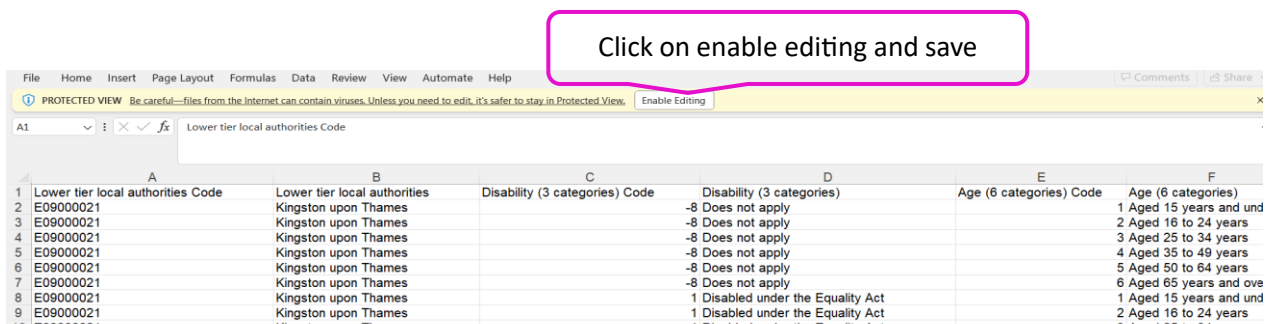 Click on enable editing and save
File Home Insert Page Layout Formulas Data Review View Automate Help Comments Share
PROTECTED VIEW Be careful—files from the Internet can contain viruses. Unless you need to edit, it's safer to stay in Protected View. Enable Editing
A1 fx Lower tier local authorities Code
A B C D E F
1 Lower tier local authorities Code Lower tier local authorities Disability (3 categories) Code Disability (3 categories) Age (6 categories) Code Age (6 categories)
2 E09000021 Kingston upon Thames -8 Does not apply 1 Aged 15 years and und
3 E09000021 Kingston upon Thames -8 Does not apply 2 Aged 16 to 24 years
4 E09000021 Kingston upon Thames -8 Does not apply 3 Aged 25 to 34 years
5 E09000021 Kingston upon Thames -8 Does not apply 4 Aged 35 to 49 years
6 E09000021 Kingston upon Thames -8 Does not apply 5 Aged 50 to 64 years
7 E09000021 Kingston upon Thames -8 Does not apply 6 Aged 65 years and ove
8 E09000021 Kingston upon Thames 1 Disabled under the Equality Act 1 Aged 15 years and und
9 E09000021 Kingston upon Thames 1 Disabled under the Equality Act 2 Aged 16 to 24 years